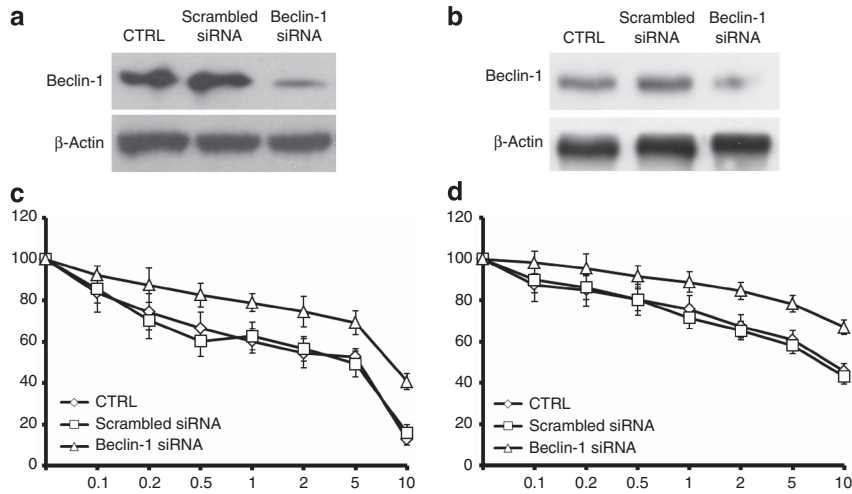 a
CTRL
Scrambled siRNA
Beclin-1 siRNA
Beclin-1
β-Actin
b
CTRL
Scrambled siRNA
Beclin-1 siRNA
Beclin-1
β-Actin
c
120
100
80
60
40
20
0
CTRL
Scrambled siRNA
Beclin-1 siRNA
0.1 0.2 0.5 1 2 5 10
d
120
100
80
60
40
20
0
CTRL
Scrambled siRNA
Beclin-1 siRNA
0.1 0.2 0.5 1 2 5 10